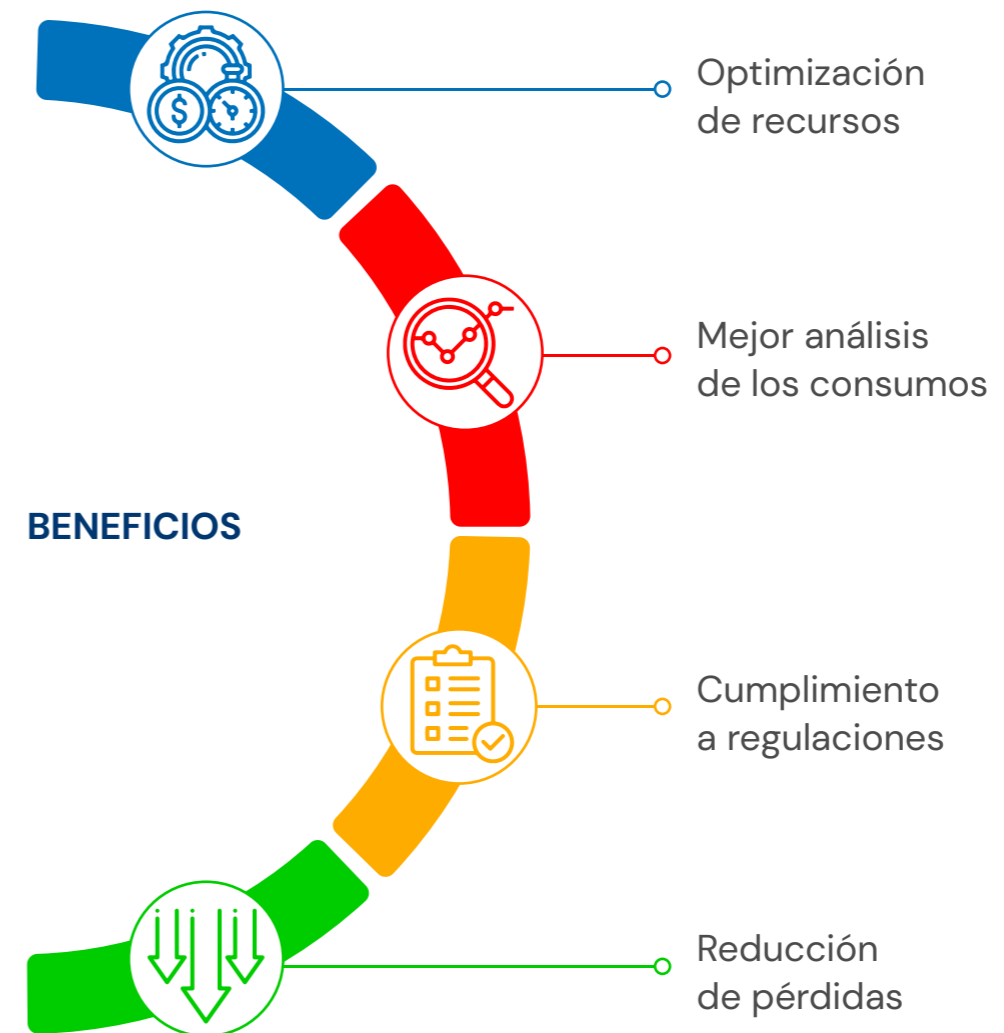 Optimización
de recursos
Mejor análisis
de los consumos
BENEFICIOS
Cumplimiento
a regulaciones
Reducción
de pérdidas